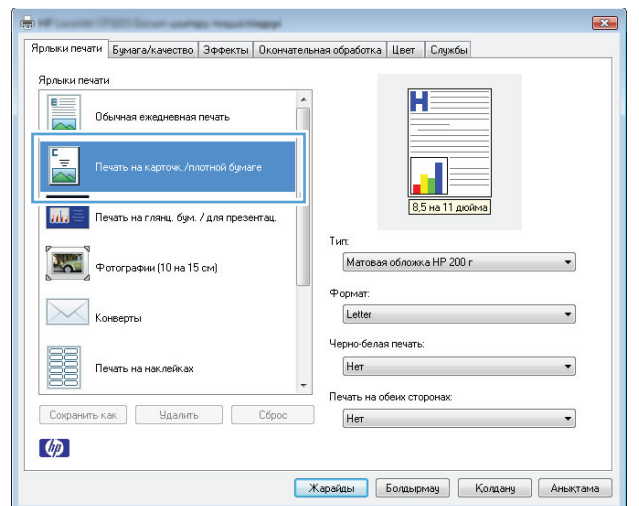 Ярлыки печати Бумага/качество Эффекты Окончательная обработка Цвет Службы
Ярлыки печати
Обычная ежедневная печать
Печать на карточк./плотной бумаге
Печать на глянц. бум. / для презентац.
Фотографии (10 на 15 см)
Конверты
Печать на наклейках
Сохранить как Удалить Сброс
8,5 на 11 дюйма
Тип:
Матовая обложка HP 200 г
Формат:
Letter
Черно-белая печать:
Нет
Печать на обеих сторонах:
Нет
hp
Жарайды Болдырмау Колдану Анықтама